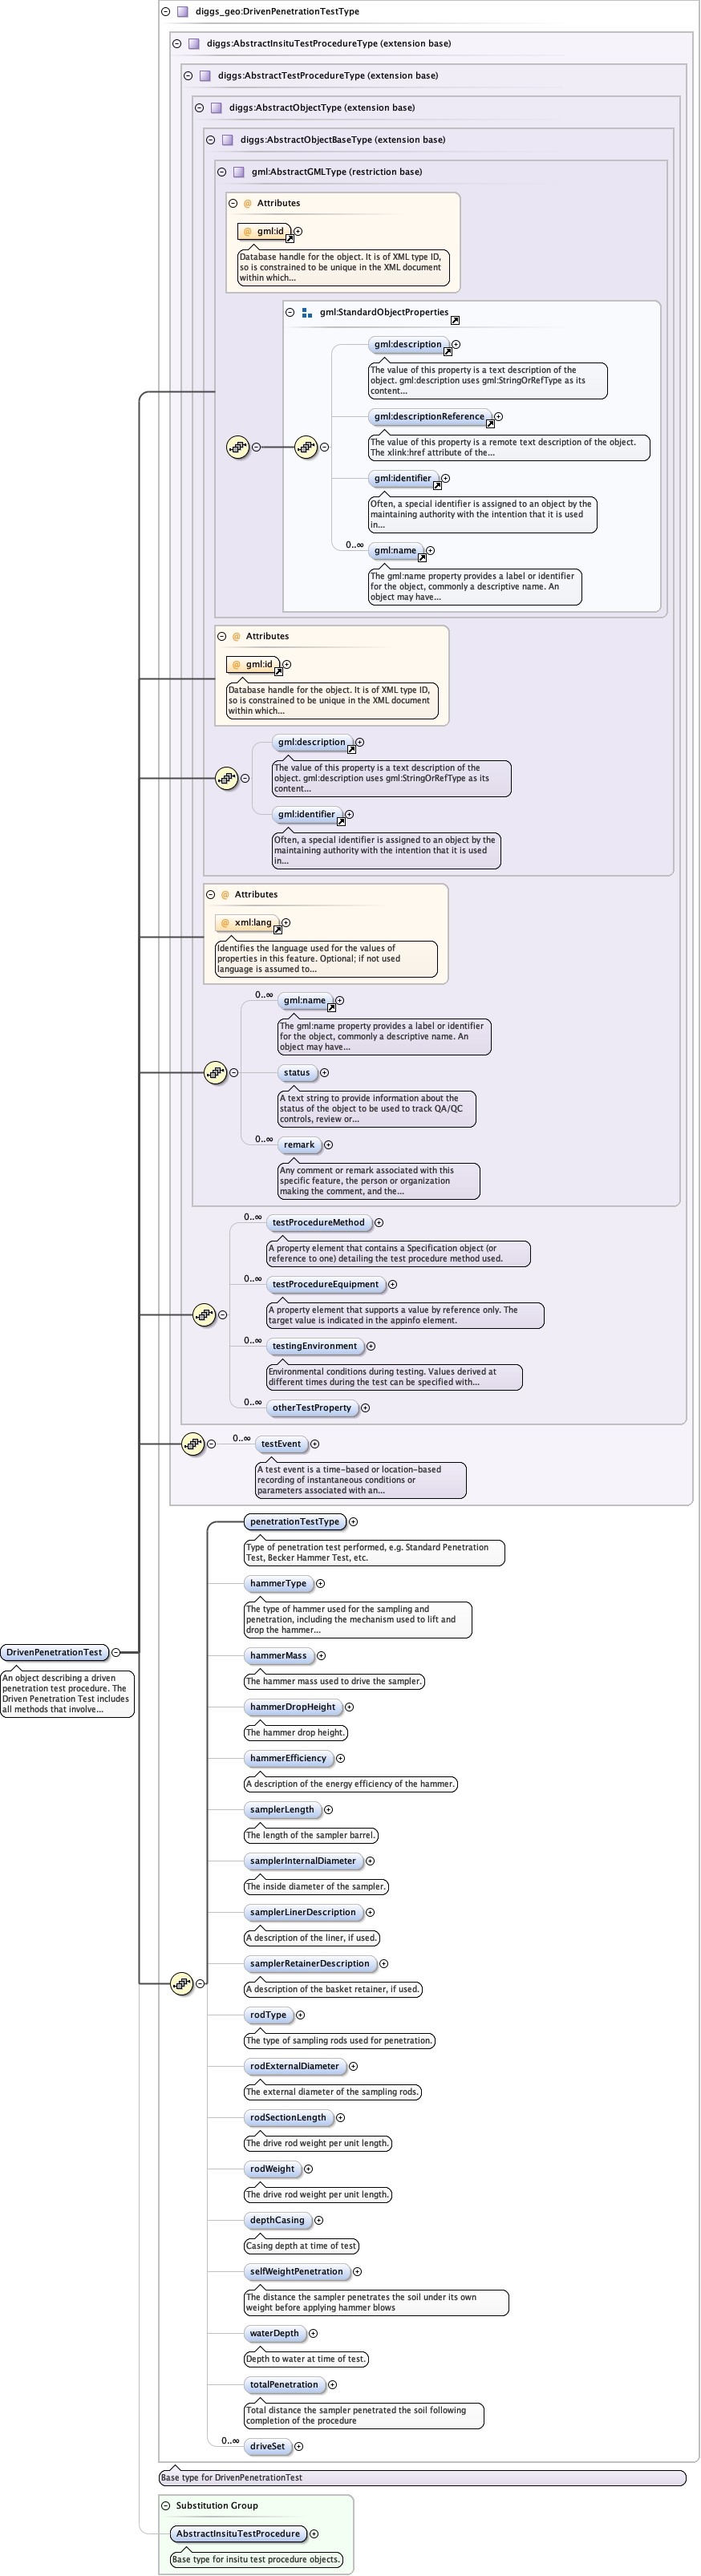 diggs_geo:DrivenPenetrationTestType
diggs:AbstractInsituTestProcedureType (extension base)
diggs:AbstractTestProcedureType (extension base)
diggs:AbstractObjectType (extension base)
diggs:AbstractObjectBaseType (extension base)
gml:AbstractGMLType (restriction base)
@ Attributes
@ gml:id
Database handle for the object. It is of XML type ID,
so is constrained to be unique in the XML document
within which...
gml:StandardObjectProperties
gml:description
The value of this property is a text description of the
object. gml:description uses gml:StringOrRefType as its
content...
gml:descriptionReference
The value of this property is a remote text description of the object.
The xlink:href attribute of the...
gml:identifier
Often, a special identifier is assigned to an object by the
maintaining authority with the intention that it is used
in...
0..∞
gml:name
The gml:name property provides a label or identifier
for the object, commonly a descriptive name. An
object may have...
@ Attributes
@ gml:id
Database handle for the object. It is of XML type ID,
so is constrained to be unique in the XML document
within which...
gml:description
The value of this property is a text description of the
object. gml:description uses gml:StringOrRefType as its
content...
gml:identifier
Often, a special identifier is assigned to an object by the
maintaining authority with the intention that it is used
in...
@ Attributes
@ xml:lang
Identifies the language used for the values of
properties in this feature. Optional; if not used
language is assumed to...
0..∞
gml:name
The gml:name property provides a label or identifier
for the object, commonly a descriptive name. An
object may have...
status
A text string to provide information about the
status of the object to be used to track QA/QC
controls, review or...
0..∞
remark
Any comment or remark associated with this
specific feature, the person or organization
making the comment, and the...
0..∞
testProcedureMethod
A property element that contains a Specification object (or
reference to one) detailing the test procedure method used.
0..∞
testProcedureEquipment
A property element that supports a value by reference only. The
target value is indicated in the appinfo element.
0..∞
testingEnvironment
Environmental conditions during testing. Values derived at
different times during the test can be specified with...
0..∞
otherTestProperty
0..∞
testEvent
A test event is a time-based or location-based
recording of instantaneous conditions or
parameters associated with an...
penetrationTestType
Type of penetration test performed, e.g. Standard Penetration
Test, Becker Hammer Test, etc.
hammerType
The type of hammer used for the sampling and
penetration, including the mechanism used to lift and
drop the hammer...
DrivenPenetrationTest
An object describing a driven
penetration test procedure. The
Driven Penetration Test includes
all methods that involve...
hammerMass
The hammer mass used to drive the sampler.
hammerDropHeight
The hammer drop height.
hammerEfficiency
A description of the energy efficiency of the hammer.
samplerLength
The length of the sampler barrel.
samplerInternalDiameter
The inside diameter of the sampler.
samplerLinerDescription
A description of the liner, if used.
samplerRetainerDescription
A description of the basket retainer, if used.
rodType
The type of sampling rods used for penetration.
rodExternalDiameter
The external diameter of the sampling rods.
rodSectionLength
The drive rod weight per unit length.
rodWeight
The drive rod weight per unit length.
depthCasing
Casing depth at time of test
selfWeightPenetration
The distance the sampler penetrates the soil under its own
weight before applying hammer blows
waterDepth
Depth to water at time of test.
totalPenetration
Total distance the sampler penetrated the soil following
completion of the procedure
0..∞
driveSet
Base type for DrivenPenetrationTest
Substitution Group
AbstractInsituTestProcedure
Base type for insitu test procedure objects.